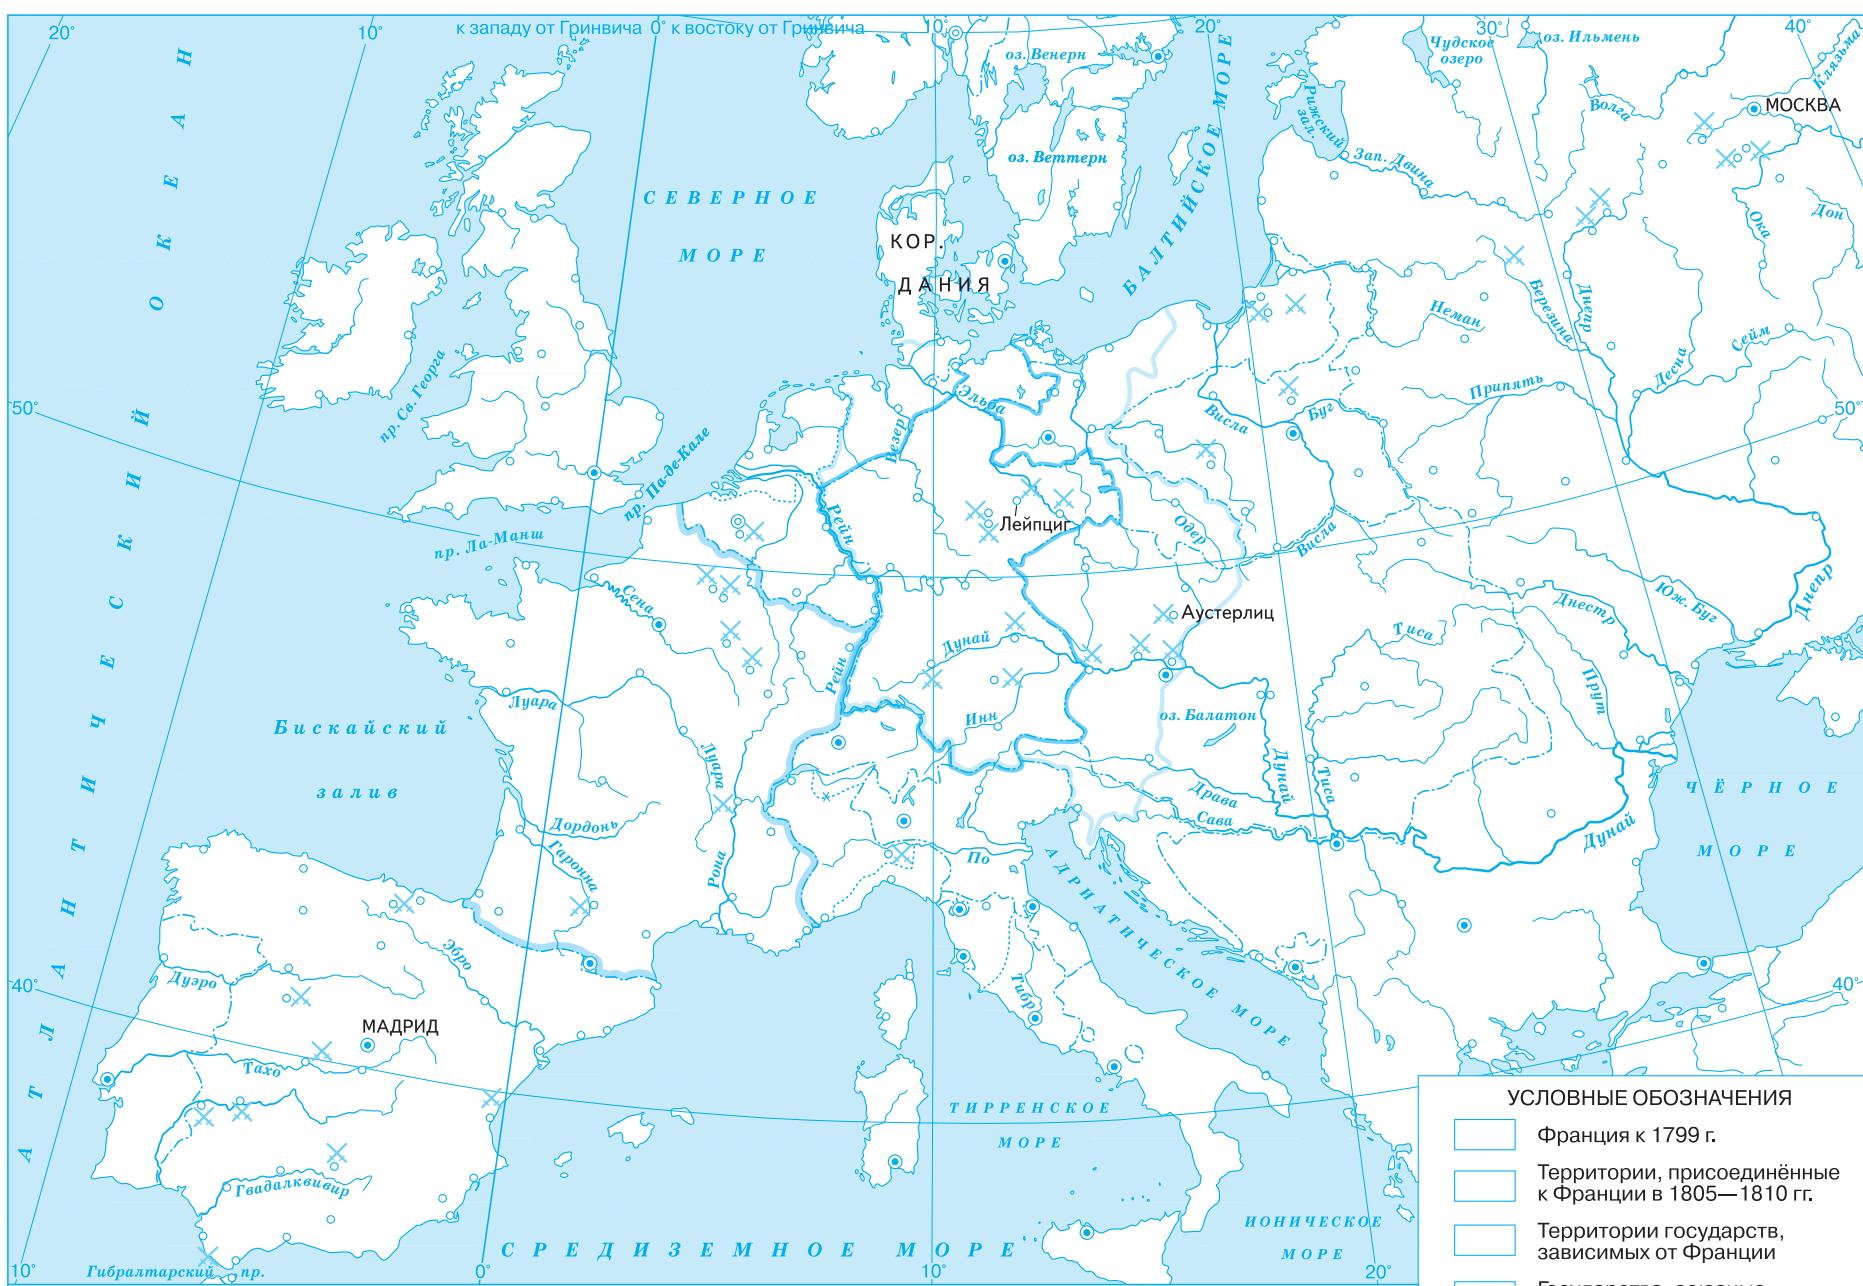 20°
10°
к западу от Гринвича 0° к востоку от Гринвича
10°
20°
30°
40°
оз. Венерн
Чудское
озеро
оз. Ильмень
Клязьма
Волга
МОСКВА
Рижский
зал.
оз. Веттерн
Зап. Двина
СЕВЕРНОЕ
МОРЕ
БАЛТИЙСКОЕ МОРЕ
Ока
Дон
КОР.
ДАНИЯ
АТЛАНТИЧЕСКИЙ ОКЕАН
Неман
Березина
Днепр
Десна
Сейм
пр. Св. Георга
50°
Эльба
Везер
Висла
Буг
Припять
50°
пр. Па-де-Кале
пр. Ла-Манш
Рейн
Лейпциг
Одер
Висла
Сена
Аустерлиц
Днестр
Юж. Буг
Днепр
Дунай
Тиса
Рейн
Прут
Луара
Бискайский
залив
Инн
оз. Балатон
Луара
Дунай
Тиса
Драва
Сава
ЧЁРНОЕ
МОРЕ
Дордонь
Гаронна
Рона
По
Дунай
АДРИАТИЧЕСКОЕ МОРЕ
Эбро
Дуэро
40°
40°
Тибр
МАДРИД
Тахо
ТИРРЕНСКОЕ
МОРЕ
Гвадалквивир
ИОНИЧЕСКОЕ
МОРЕ
СРЕДИЗЕМНОЕ МОРЕ
Гибралтарский пр.
10°
0°
10°
20°
УСЛОВНЫЕ ОБОЗНАЧЕНИЯ
Франция к 1799 г.
Территории, присоединённые
к Франции в 1805—1810 гг.
Территории государств,
зависимых от Франции